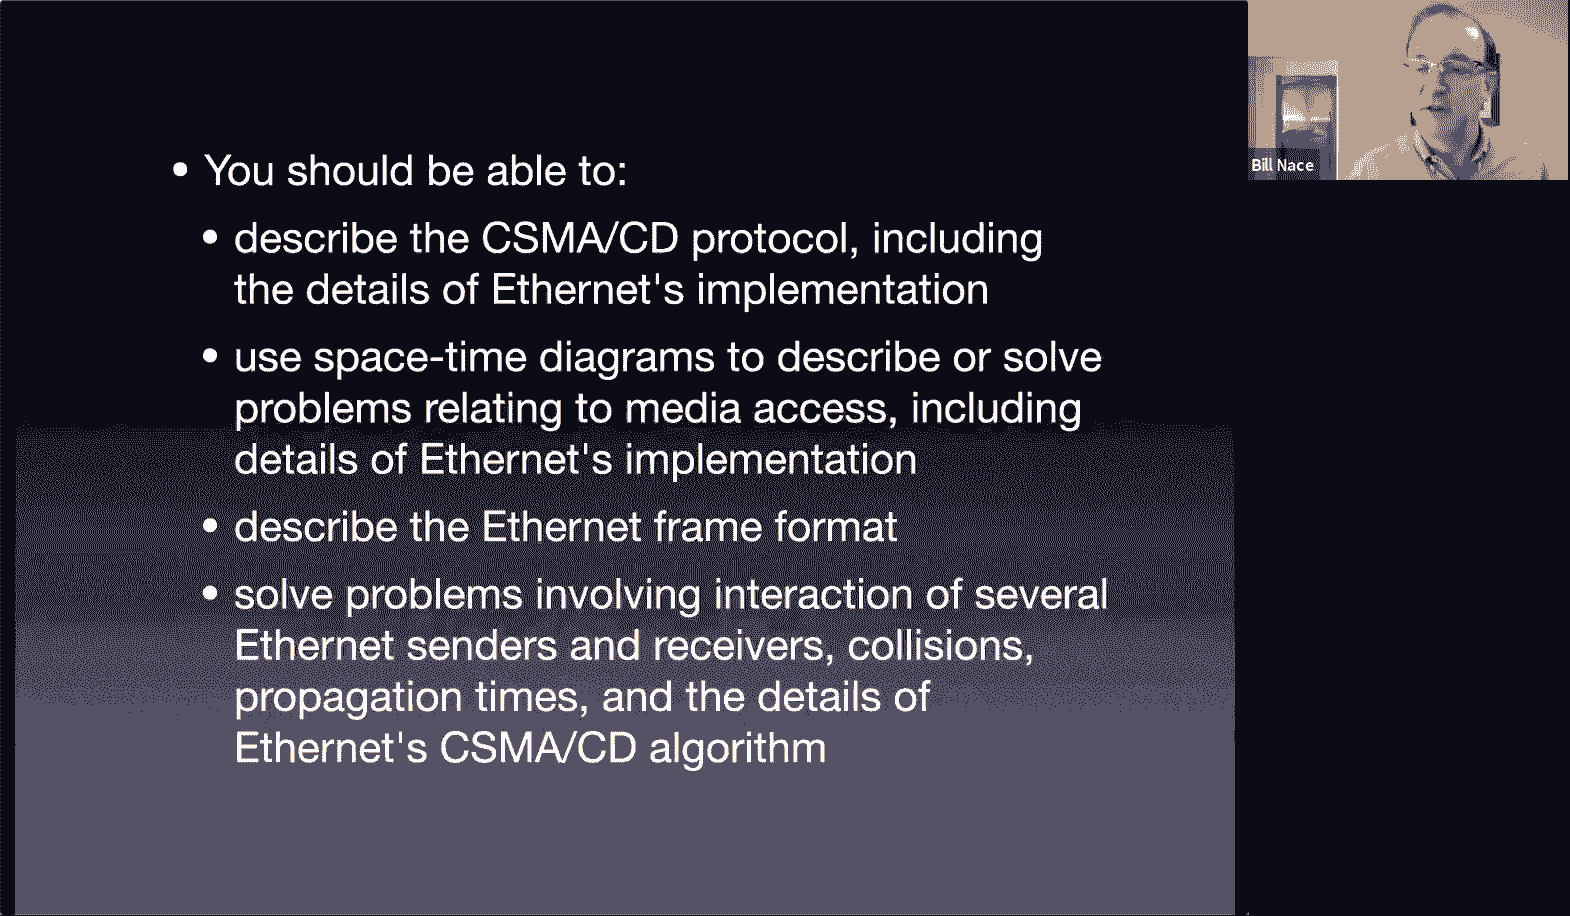 • You should be able to:
• describe the CSMA/CD protocol, including
the details of Ethernet's implementation
• use space-time diagrams to describe or solve
problems relating to media access, including
details of Ethernet's implementation
• describe the Ethernet frame format
• solve problems involving interaction of several
Ethernet senders and receivers, collisions,
propagation times, and the details of
Ethernet's CSMA/CD algorithm
Bill Nace